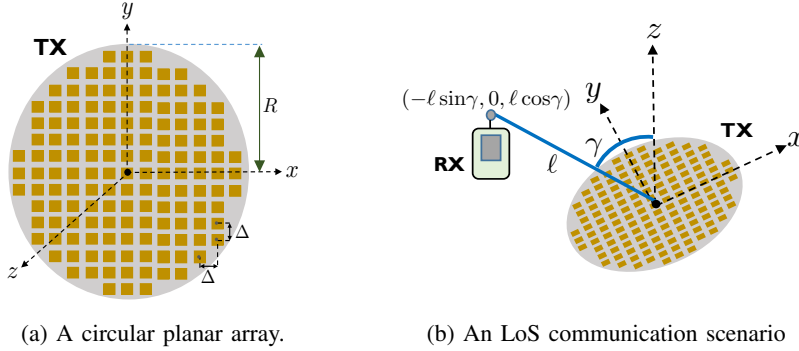 TX
y
R
x
z
Δ
Δ
(a) A circular planar array.
z
(−ℓ sinγ, 0, ℓ cosγ)
y
TX
x
γ
RX
ℓ
(b) An LoS communication scenario